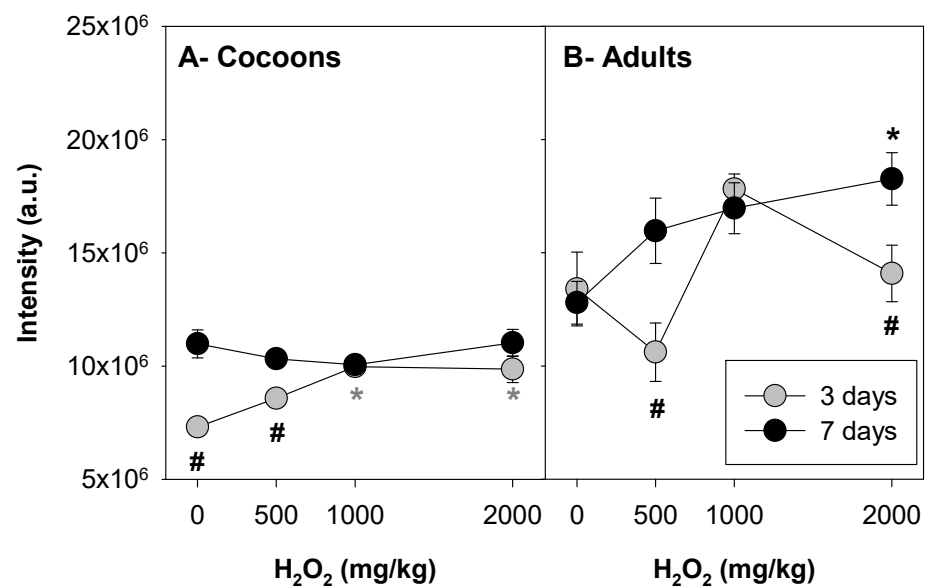 25x10⁶
20x10⁶
15x10⁶
10x10⁶
5x10⁶
Intensity (a.u.)
A- Cocoons
#
#
*
*
0 500 1000 2000
H₂O₂ (mg/kg)
B- Adults
*
#
#
3 days
7 days
0 500 1000 2000
H₂O₂ (mg/kg)